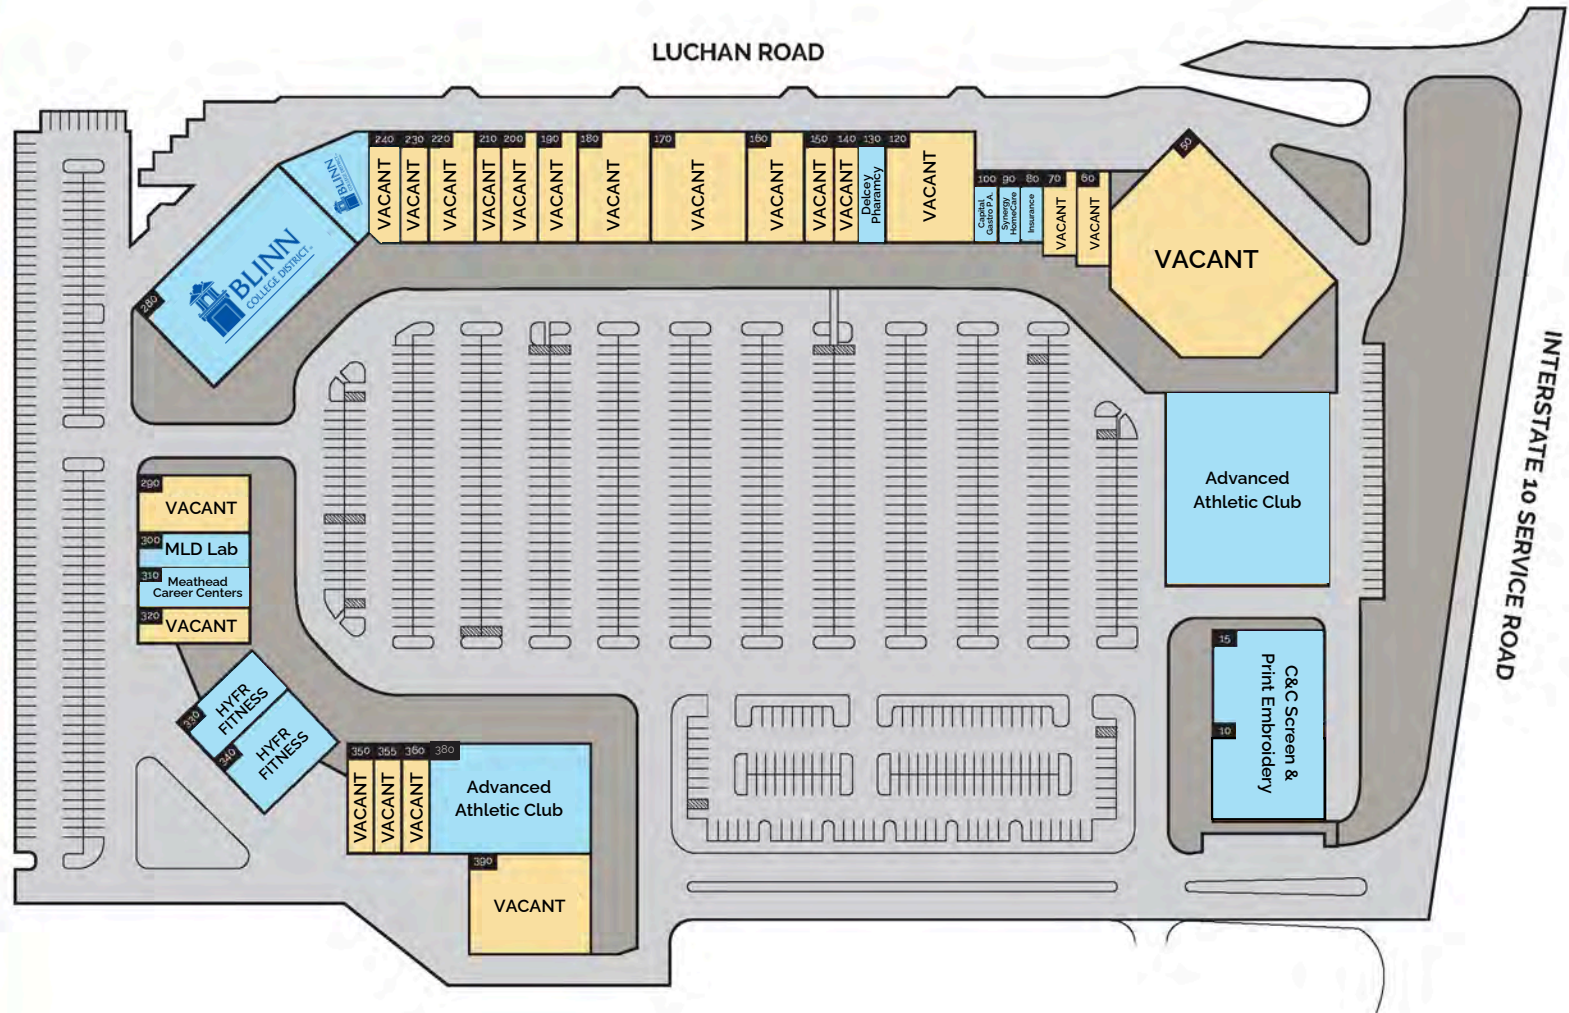 LUCHAN ROAD
INTERSTATE 10 SERVICE ROAD
BLINN
280
BLINN
COLLEGE DISTRICT
240
VACANT
230
VACANT
220
VACANT
210
VACANT
200
VACANT
190
VACANT
180
VACANT
170
VACANT
160
VACANT
150
VACANT
140
VACANT
130
Delcey
Pharamcy
120
VACANT
100
Capital
Gastro P.A.
90
Synergy
HomeCare
80
Insurance
70
VACANT
60
VACANT
50
VACANT
Advanced
Athletic Club
15
10
C&C Screen &
Print Embroidery
290
VACANT
300
MLD Lab
310
Meathead
Career Centers
320
VACANT
330
HYFR
FITNESS
340
HYFR
FITNESS
350
VACANT
355
VACANT
360
VACANT
380
Advanced
Athletic Club
390
VACANT